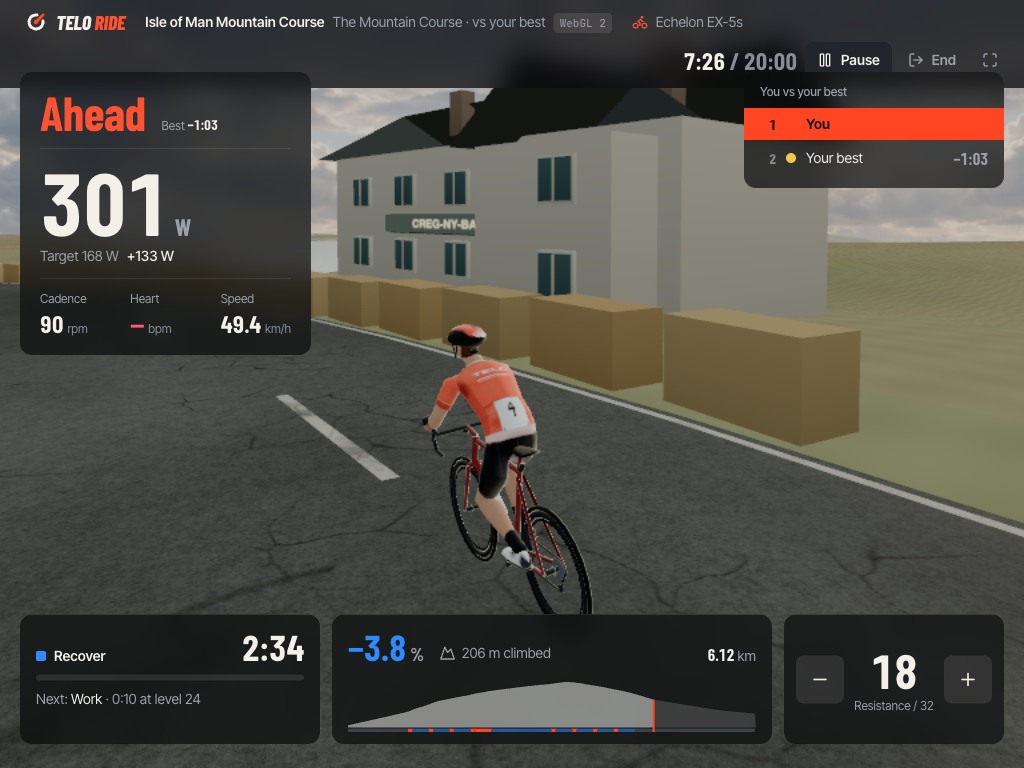 TELO RIDE
Isle of Man Mountain Course The Mountain Course · vs your best WebGL 2 Echelon EX-5s
7:26 / 20:00 Pause End
Ahead Best −1:03
301 W
Target 168 W +133 W
Cadence Heart Speed
90 rpm — bpm 49.4 km/h
You vs your best
1 You
2 Your best −1:03
CREG-NY-BA
TELO
4
Recover 2:34
Next: Work · 0:10 at level 24
−3.8 % 206 m climbed 6.12 km
− 18 +
Resistance / 32